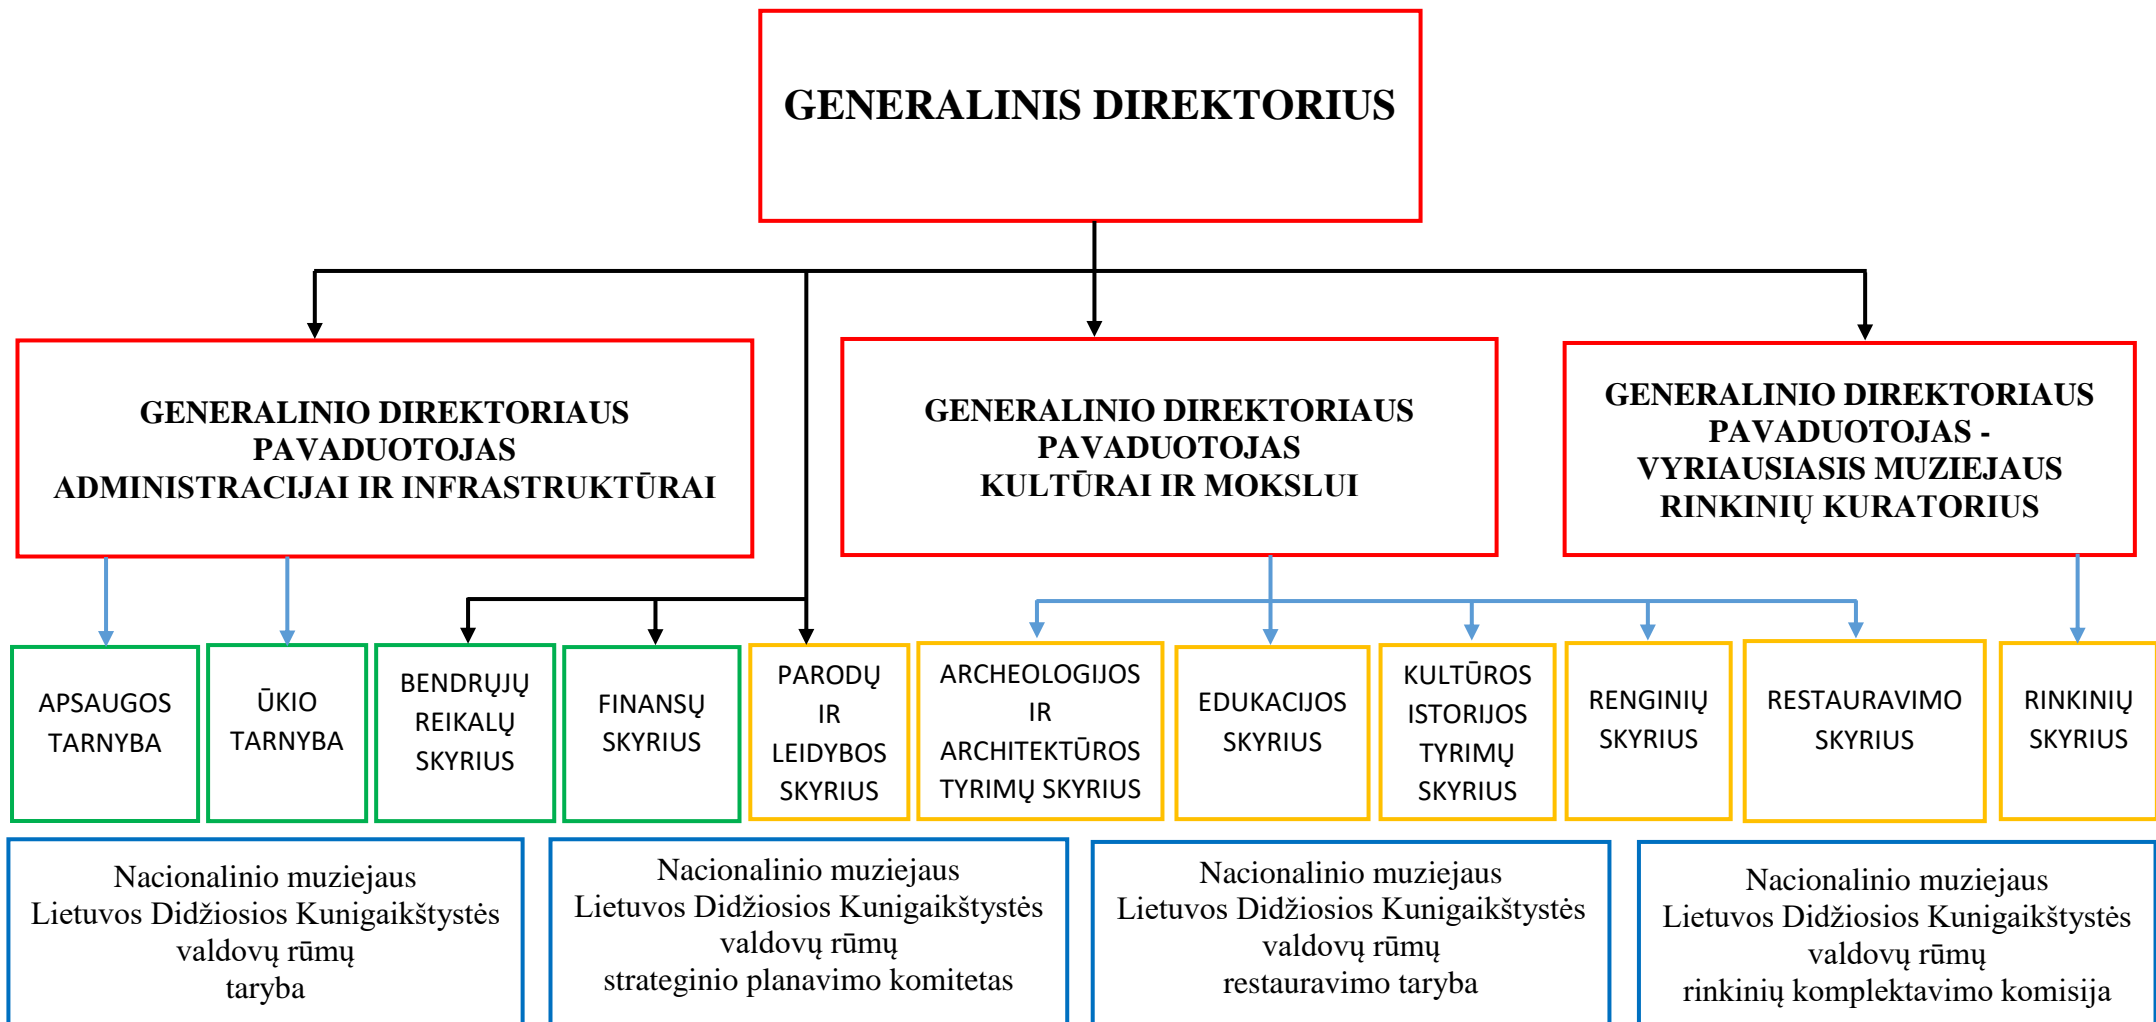 GENERALINIS DIREKTORIUS
GENERALINIO DIREKTORIAUS
PAVADUOTOJAS
ADMINISTRACIJAI IR INFRASTRUKTŪRAI
GENERALINIO DIREKTORIAUS
PAVADUOTOJAS
KULTŪRAI IR MOKSLUI
GENERALINIO DIREKTORIAUS
PAVADUOTOJAS -
VYRIAUSIASIS MUZIEJAUS
RINKINIŲ KURATORIUS
APSAUGOS
TARNYBA
ŪKIO
TARNYBA
BENDRŲJŲ
REIKALŲ
SKYRIUS
FINANSŲ
SKYRIUS
PARODŲ
IR
LEIDYBOS
SKYRIUS
ARCHEOLOGIJOS
IR
ARCHITEKTŪROS
TYRIMŲ SKYRIUS
EDUKACIJOS
SKYRIUS
KULTŪROS
ISTORIJOS
TYRIMŲ
SKYRIUS
RENGINIŲ
SKYRIUS
RESTAURAVIMO
SKYRIUS
RINKINIŲ
SKYRIUS
Nacionalinio muziejaus
Lietuvos Didžiosios Kunigaikštystės
valdovų rūmų
taryba
Nacionalinio muziejaus
Lietuvos Didžiosios Kunigaikštystės
valdovų rūmų
strateginio planavimo komitetas
Nacionalinio muziejaus
Lietuvos Didžiosios Kunigaikštystės
valdovų rūmų
restauravimo taryba
Nacionalinio muziejaus
Lietuvos Didžiosios Kunigaikštystės
valdovų rūmų
rinkinių komplektavimo komisija